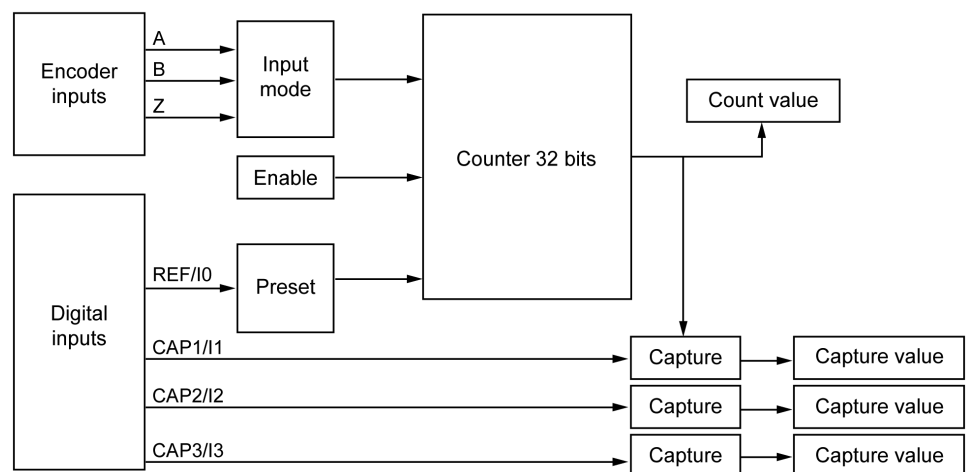 Encoder
inputs
A
B
Z
Input
mode
Enable
Counter 32 bits
Count value
Digital
inputs
REF/I0
Preset
CAP1/I1
Capture
Capture value
CAP2/I2
Capture
Capture value
CAP3/I3
Capture
Capture value